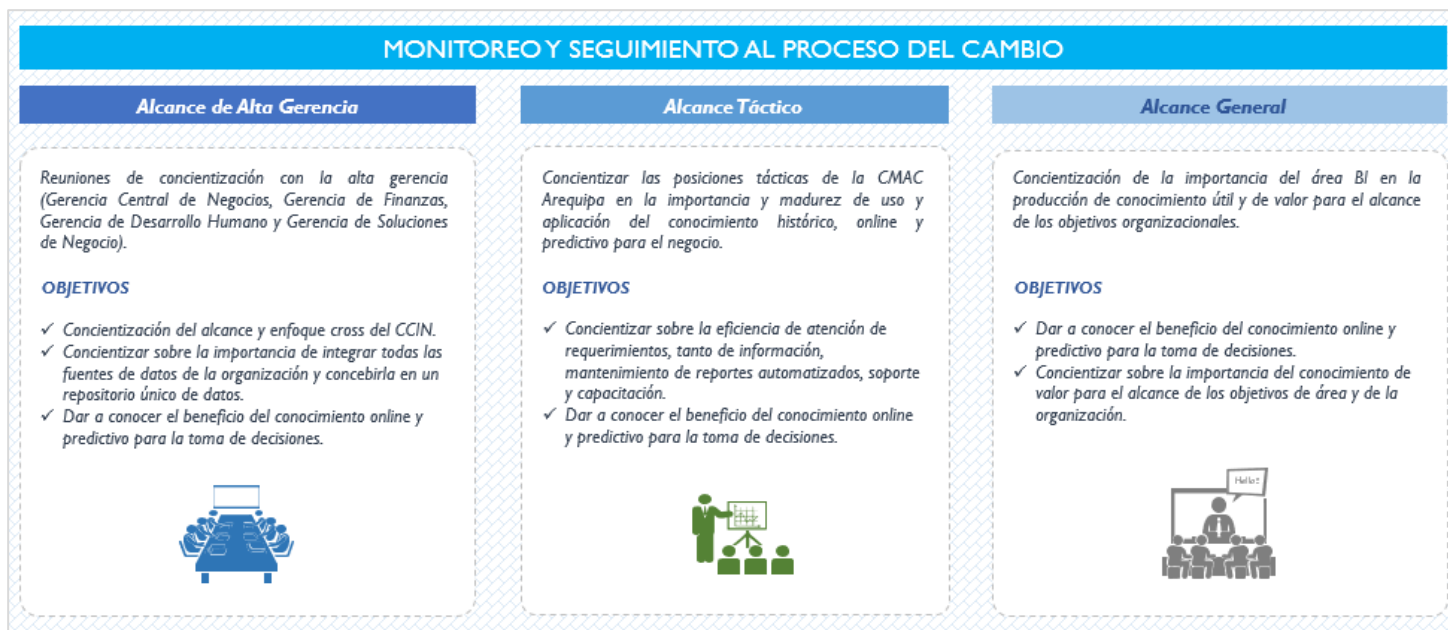 MONITOREO Y SEGUIMIENTO AL PROCESO DEL CAMBIO
Alcance de Alta Gerencia
Reuniones de concientización con la alta gerencia
(Gerencia Central de Negocios, Gerencia de Finanzas,
Gerencia de Desarrollo Humano y Gerencia de Soluciones
de Negocio).
OBJETIVOS
✓ Concientización del alcance y enfoque cross del CCIN.
✓ Concientizar sobre la importancia de integrar todas las
fuentes de datos de la organización y concebirla en un
repositorio único de datos.
✓ Dar a conocer el beneficio del conocimiento online y
predictivo para la toma de decisiones.
Alcance Táctico
Concientizar las posiciones tácticas de la CMAC
Arequipa en la importancia y madurez de uso y
aplicación del conocimiento histórico, online y
predictivo para el negocio.
OBJETIVOS
✓ Concientizar sobre la eficiencia de atención de
requerimientos, tanto de información,
mantenimiento de reportes automatizados, soporte
y capacitación.
✓ Dar a conocer el beneficio del conocimiento online
y predictivo para la toma de decisiones.
Alcance General
Concientización de la importancia del área BI en la
producción de conocimiento útil y de valor para el alcance
de los objetivos organizacionales.
OBJETIVOS
✓ Dar a conocer el beneficio del conocimiento online y
predictivo para la toma de decisiones.
✓ Concientizar sobre la importancia del conocimiento de
valor para el alcance de los objetivos de área y de la
organización.
Hello!